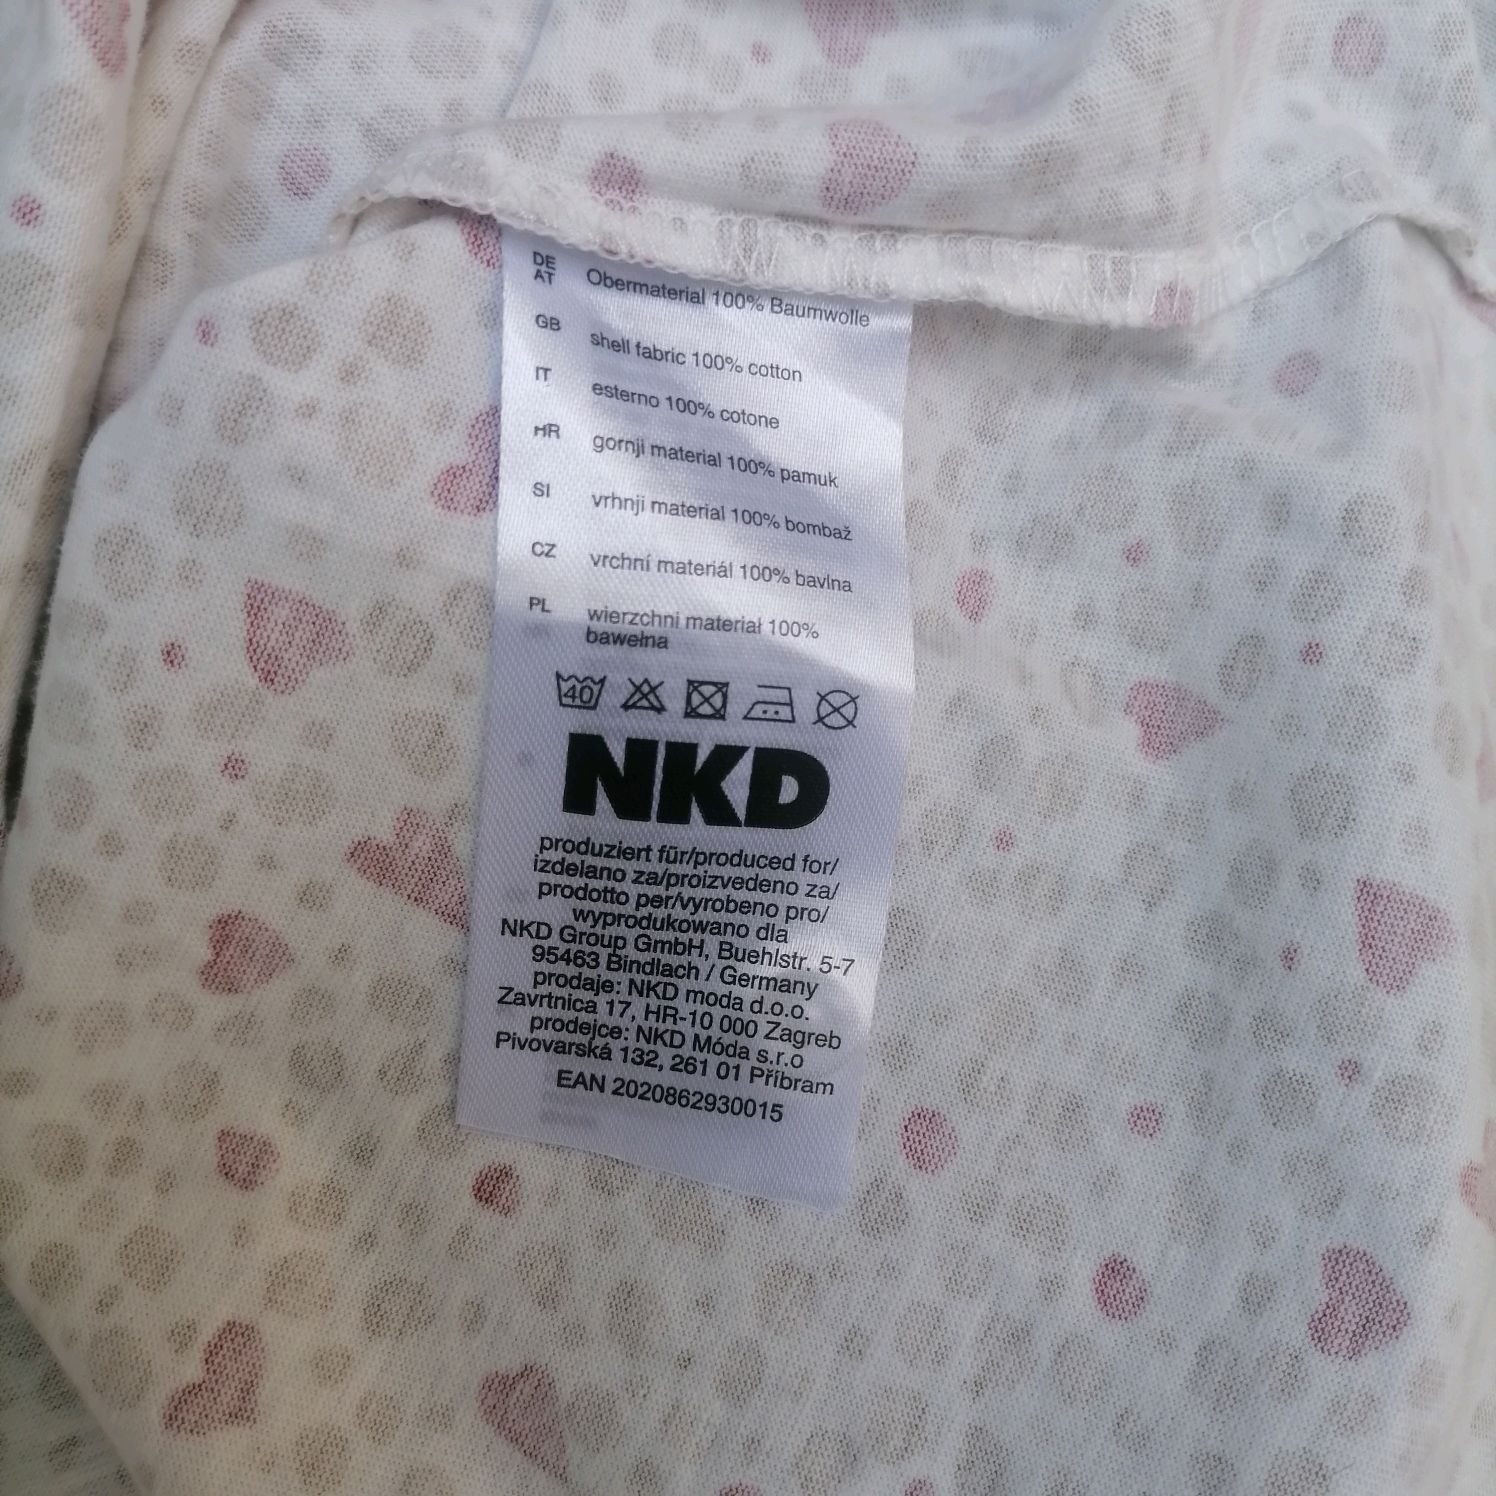 DE
AT Obermaterial 100% Baumwolle
GB shell fabric 100% cotton
IT esterno 100% cotone
HR gornji material 100% pamuk
SI vrhnji material 100% bombaž
CZ vrchní materiál 100% bavlna
PL wierzchni materiał 100%
bawełna
40
NKD
produziert für/produced for/
izdelano za/proizvedeno za/
prodotto per/vyrobeno pro/
wyprodukowano dla
NKD Group GmbH, Buehlstr. 5-7
95463 Bindlach / Germany
prodaje: NKD moda d.o.o.
Zavrtnica 17, HR-10 000 Zagreb
prodejce: NKD Móda s.r.o
Pivovarská 132, 261 01 Příbram
EAN 2020862930015